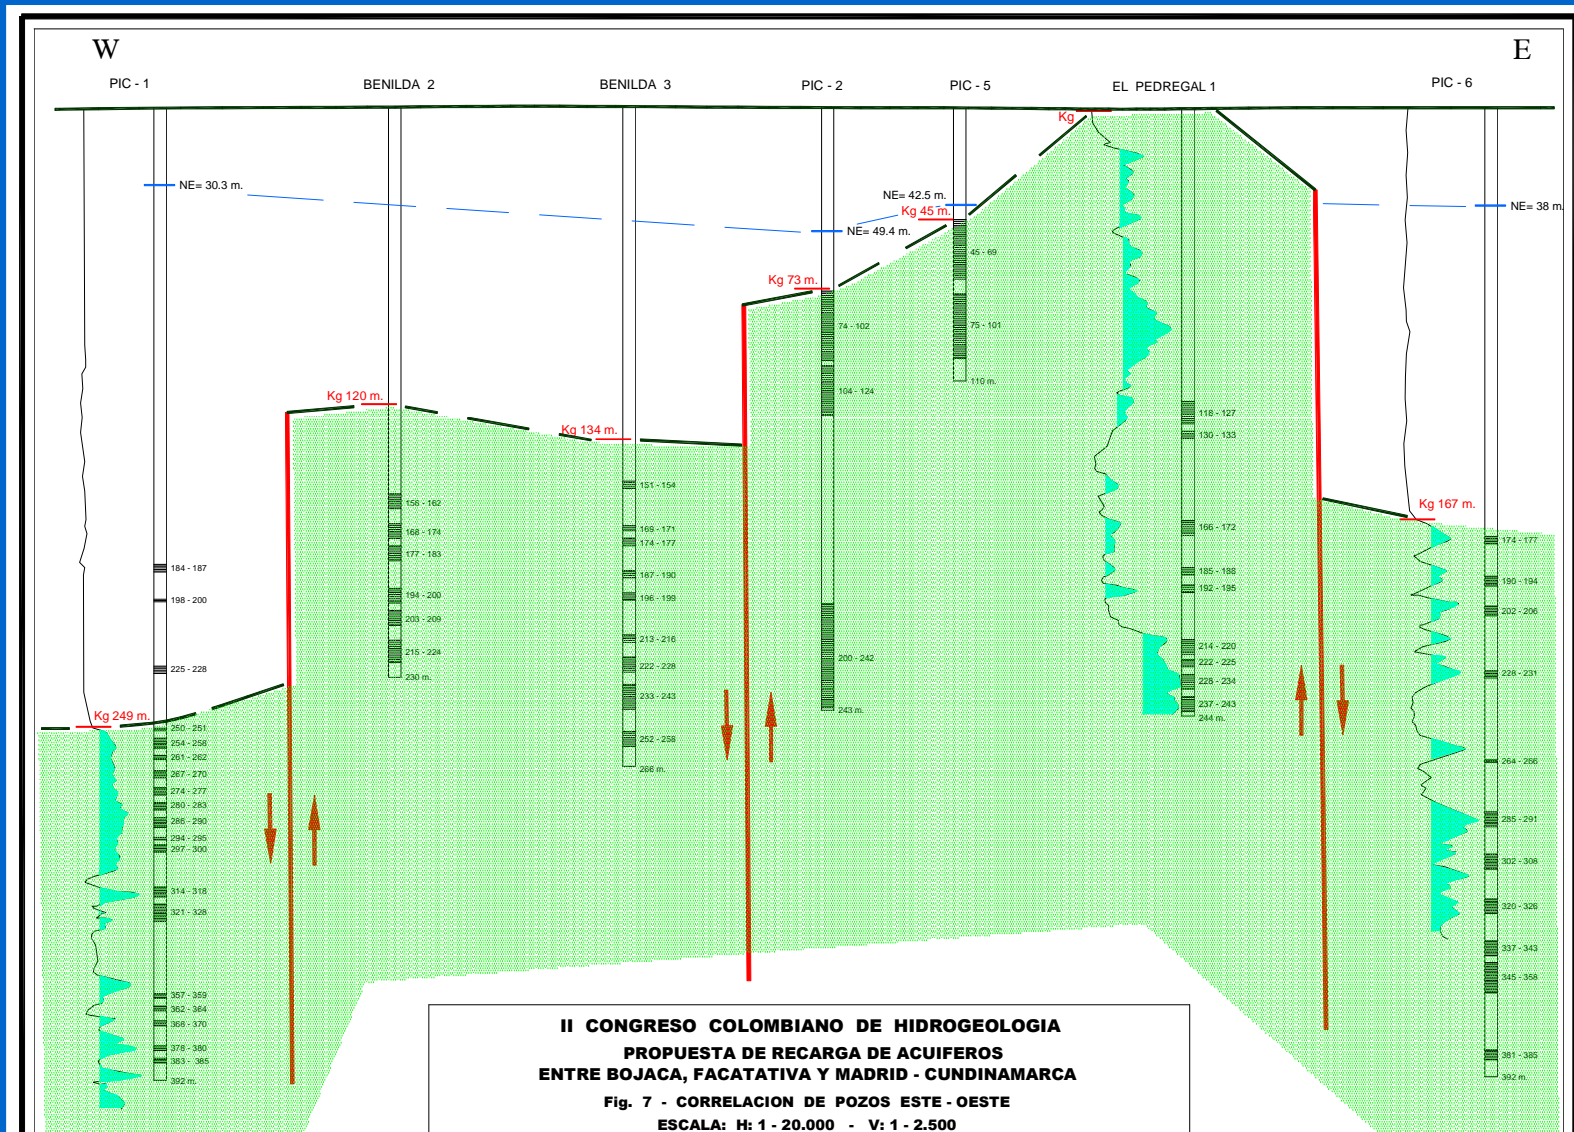 W
E
PIC - 1
BENILDA 2
BENILDA 3
PIC - 2
PIC - 5
EL PEDREGAL 1
PIC - 6
Kg
NE= 30.3 m.
NE= 42.5 m.
Kg 45 m.
NE= 49.4 m.
NE= 38 m.
Kg 73 m.
Kg 120 m.
Kg 134 m.
Kg 167 m.
Kg 249 m.
184 - 187
198 - 200
225 - 228
250 - 251
254 - 258
261 - 262
267 - 270
274 - 277
280 - 283
286 - 290
294 - 295
297 - 300
314 - 318
321 - 328
357 - 359
362 - 364
368 - 370
378 - 380
383 - 385
392 m.
156 - 162
168 - 174
177 - 183
194 - 200
203 - 209
215 - 224
230 m.
151 - 154
169 - 171
174 - 177
187 - 190
196 - 199
213 - 216
222 - 228
233 - 243
252 - 258
266 m.
74 - 102
104 - 124
200 - 242
243 m.
45 - 69
75 - 101
110 m.
118 - 127
130 - 133
166 - 172
185 - 188
192 - 195
214 - 220
222 - 225
228 - 234
237 - 243
244 m.
174 - 177
190 - 194
202 - 206
228 - 231
264 - 266
285 - 291
302 - 308
320 - 326
337 - 343
345 - 358
381 - 385
392 m.
II CONGRESO COLOMBIANO DE HIDROGEOLOGIA
PROPUESTA DE RECARGA DE ACUIFEROS
ENTRE BOJACA, FACATATIVA Y MADRID - CUNDINAMARCA
Fig. 7 - CORRELACION DE POZOS ESTE - OESTE
ESCALA: H: 1 - 20.000 - V: 1 - 2.500